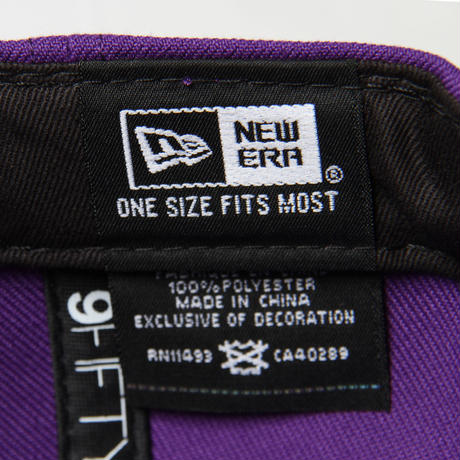 NEW
ERA
®
ONE SIZE FITS MOST
100% POLYESTER
MADE IN CHINA
EXCLUSIVE OF DECORATION
RN11493 CA40289
9FIFTY